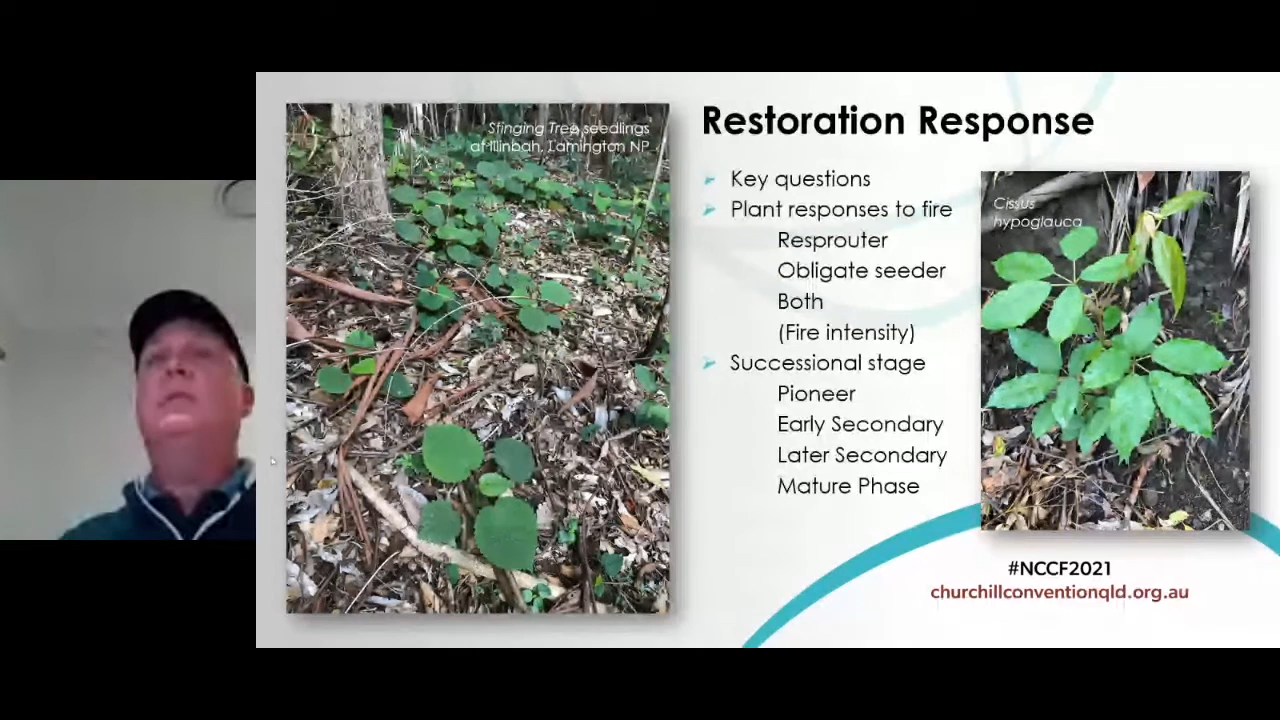 Stinging Tree seedlings
at Illinbah, Lamington NP
Restoration Response
Key questions
Plant responses to fire
Resprouter
Obligate seeder
Both
(Fire intensity)
Successional stage
Pioneer
Early Secondary
Later Secondary
Mature Phase
Cissus
hypoglauca
#NCCF2021
churchillconventionqld.org.au